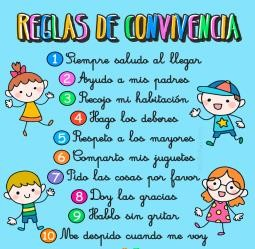 REGLAS DE CONVIVENCIA
1 Siempre saludo al llegar
2 Ayudo a mis padres
3 Recojo mi habitación
4 Hago los deberes
5 Respeto a los mayores
6 Comparto mis juguetes
7 Pido las cosas por favor
8 Doy las gracias
9 Hablo sin gritar
10 Me despido cuando me voy